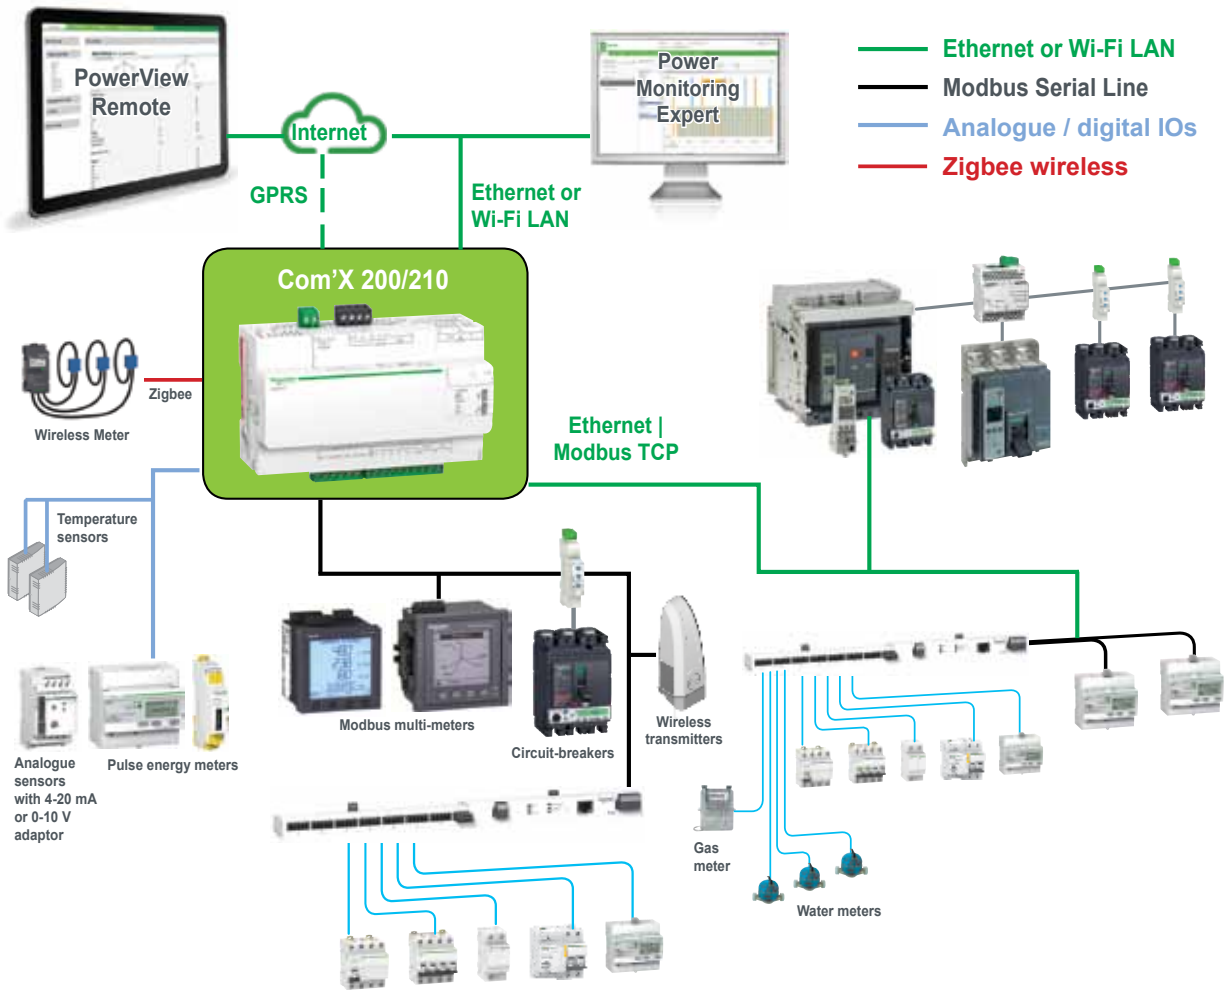 PowerView
Remote
Internet
Power
Monitoring
Expert
Ethernet or Wi-Fi LAN
Modbus Serial Line
Analogue / digital IOs
Zigbee wireless
GPRS
Ethernet or
Wi-Fi LAN
Com'X 200/210
Zigbee
Wireless Meter
Ethernet |
Modbus TCP
Temperature
sensors
Modbus multi-meters
Circuit-breakers
Wireless
transmitters
Analogue
sensors
with 4-20 mA
or 0-10 V
adaptor
Pulse energy meters
Gas
meter
Water meters